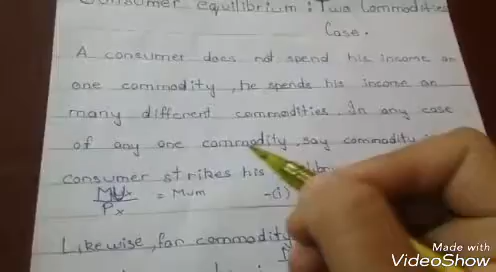 Consumer equilibrium : Two Commodities
Case.
A consumer does not spend his income on
one commodity, he spends his income on
many different commodities. In any case
of any one commodity, say commodity
consumer strikes his
MUx
Px
= Mum -(i)
Likewise, for commodity
Made with
VideoShow